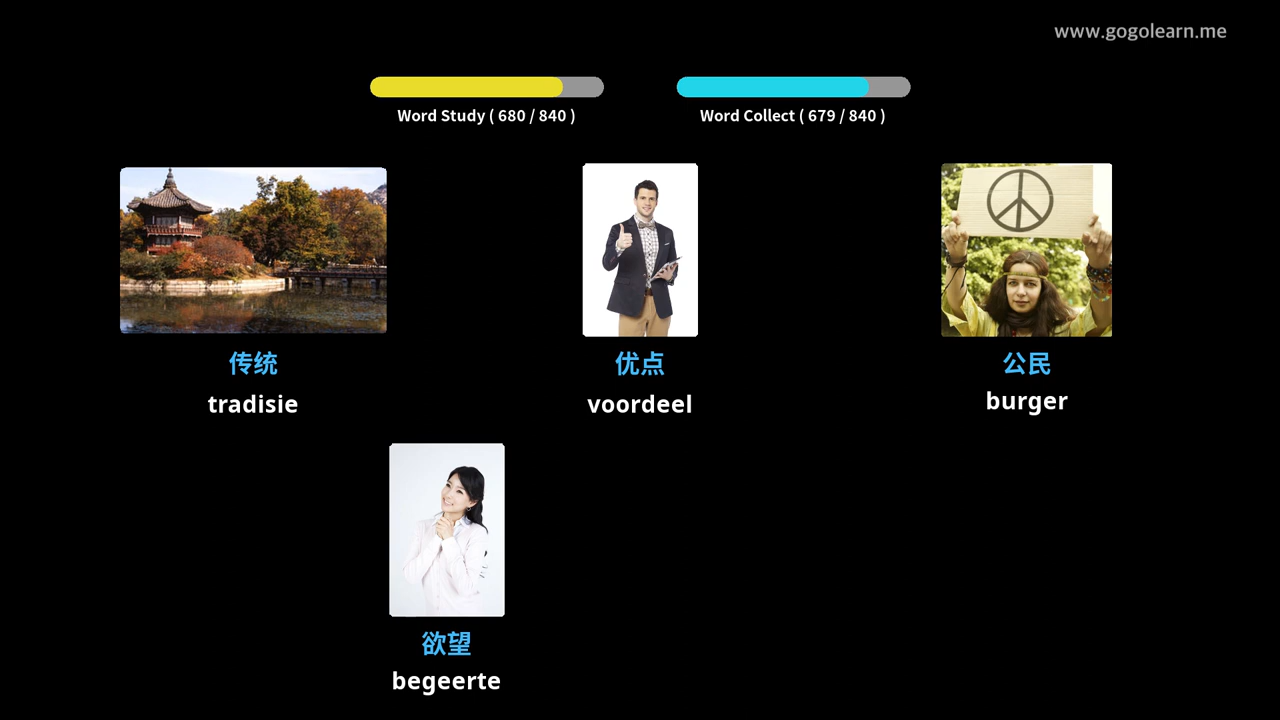 www.gogolearn.me
Word Study ( 680 / 840 )
Word Collect ( 679 / 840 )
传统
tradisie
优点
voordeel
公民
burger
欲望
begeerte